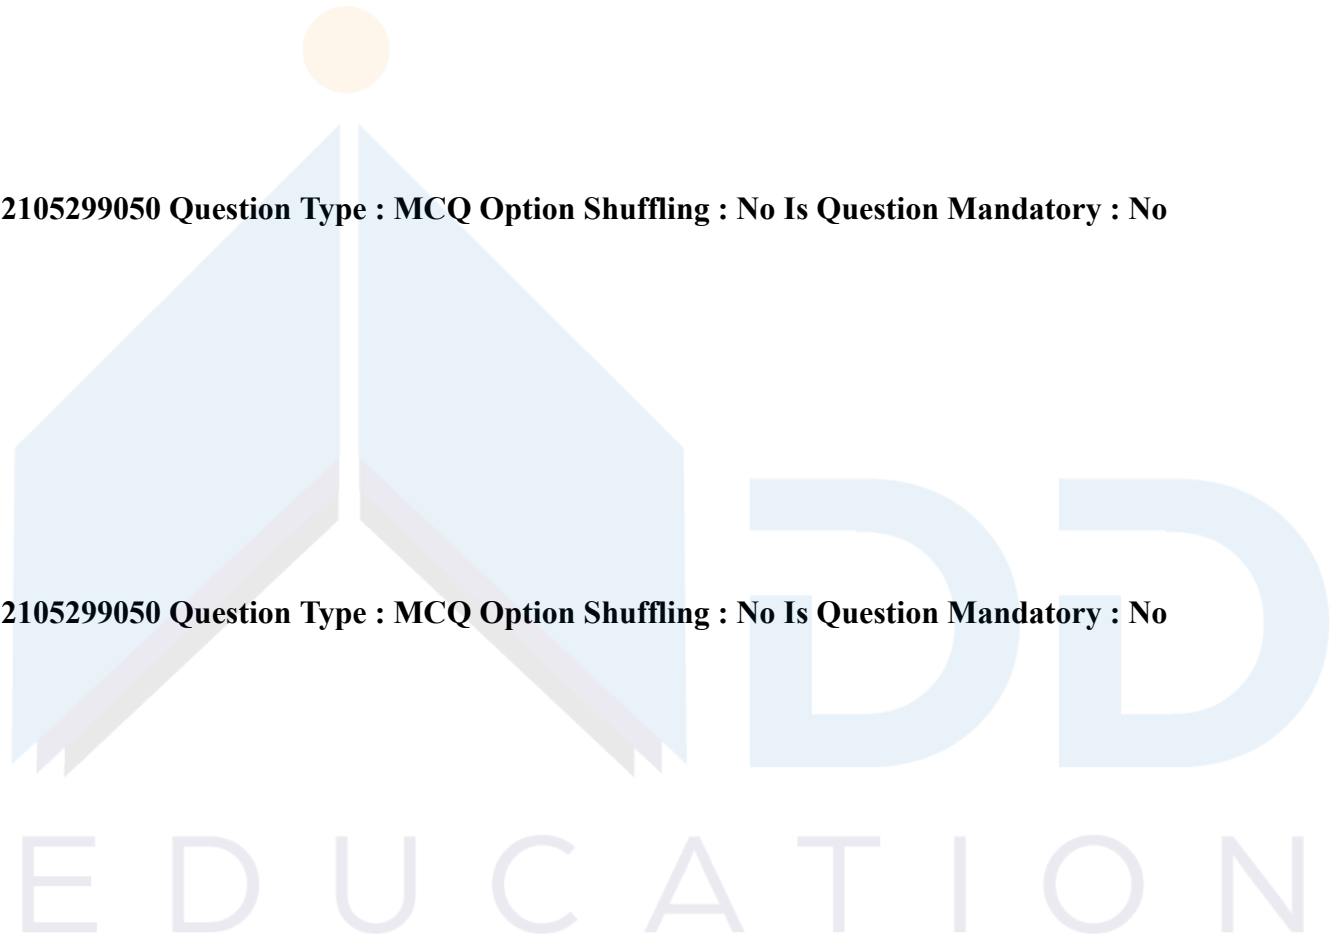 2105299050 Question Type : MCQ Option Shuffling : No Is Question Mandatory : No
2105299050 Question Type : MCQ Option Shuffling : No Is Question Mandatory : No
DD
EDUCATION